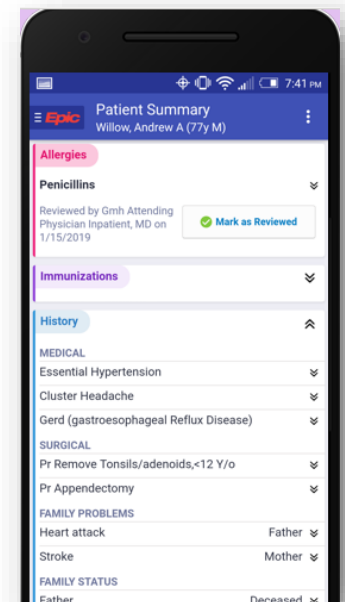 7:41 PM
Epic
Patient Summary
Willow, Andrew A (77y M)
Allergies
Penicillins
Reviewed by Gmh Attending
Physician Inpatient, MD on
1/15/2019
Mark as Reviewed
Immunizations
History
MEDICAL
Essential Hypertension
Cluster Headache
Gerd (gastroesophageal Reflux Disease)
SURGICAL
Pr Remove Tonsils/adenoids,<12 Y/o
Pr Appendectomy
FAMILY PROBLEMS
Heart attack Father
Stroke Mother
FAMILY STATUS
Father Deceased